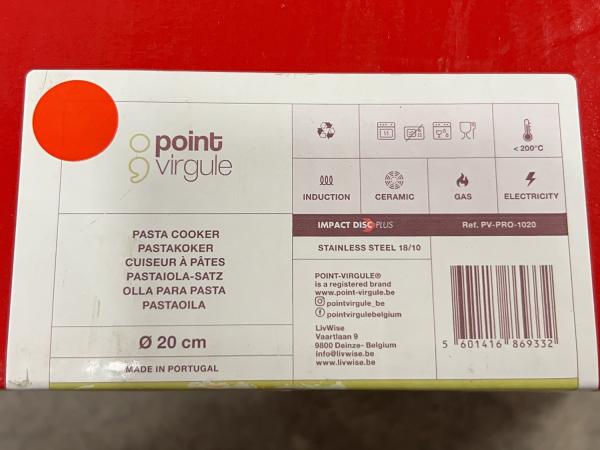 point
virgule
PASTA COOKER
PASTAKOKER
CUISEUR À PÂTES
PASTAIOLA-SATZ
OLLA PARA PASTA
PASTAOILA
Ø 20 cm
MADE IN PORTUGAL
< 200°C
INDUCTION
CERAMIC
GAS
ELECTRICITY
IMPACT DISC PLUS
Ref. PV-PRO-1020
STAINLESS STEEL 18/10
POINT-VIRGULE®
is a registered brand
www.point-virgule.be
pointvirgule_be
pointvirgulebelgium
LivWise
Vaartlaan 9
9800 Deinze- Belgium
info@livwise.be
www.livwise.be
5 601416 869332